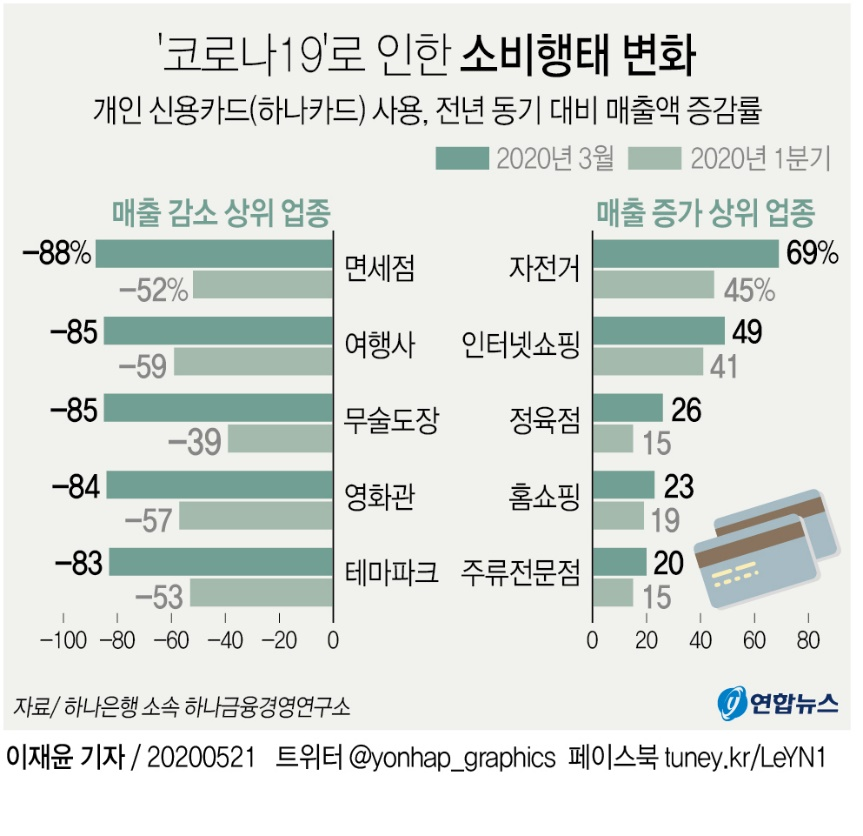 '코로나19'로 인한 소비행태 변화
개인 신용카드(하나카드) 사용, 전년 동기 대비 매출액 증감률
2020년 3월 2020년 1분기
매출 감소 상위 업종
-88%
-52%
면세점
-85
-59
여행사
-85
-39
무술도장
-84
-57
영화관
-83
-53
테마파크
-100 -80 -60 -40 -20 0
매출 증가 상위 업종
자전거
69%
45%
인터넷쇼핑
49
41
정육점
26
15
홈쇼핑
23
19
주류전문점
20
15
0 20 40 60 80
자료/ 하나은행 소속 하나금융경영연구소
연합뉴스
이재윤 기자 / 20200521 트위터 @yonhap_graphics 페이스북 tuney.kr/LeYN1